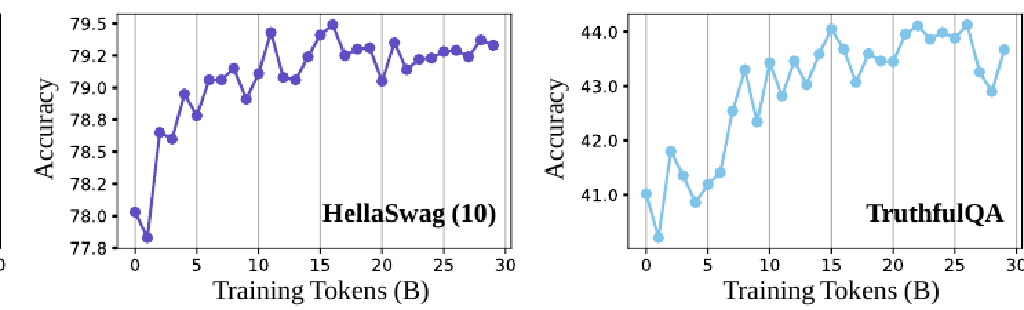 79.5
79.2
79.0
78.8
78.5
78.2
78.0
77.8
Accuracy
HellaSwag (10)
0
0 5 10 15 20 25 30
Training Tokens (B)
44.0
43.0
42.0
41.0
Accuracy
TruthfulQA
0 5 10 15 20 25 30
Training Tokens (B)